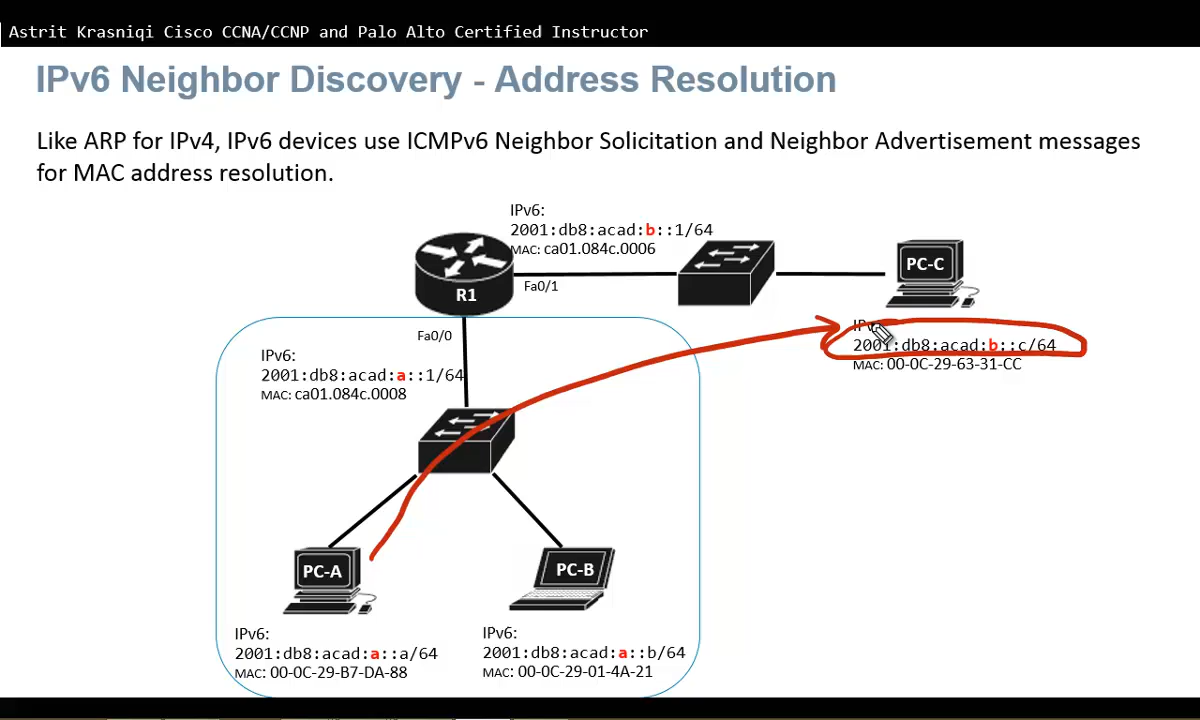 Astrit Krasniqi Cisco CCNA/CCNP and Palo Alto Certified Instructor
IPv6 Neighbor Discovery - Address Resolution
Like ARP for IPv4, IPv6 devices use ICMPv6 Neighbor Solicitation and Neighbor Advertisement messages
for MAC address resolution.
IPv6:
2001:db8:acad:b::1/64
MAC: ca01.084c.0006
R1
Fa0/1
PC-C
2001:db8:acad:b::c/64
MAC: 00-0C-29-63-31-CC
Fa0/0
IPv6:
2001:db8:acad:a::1/64
MAC: ca01.084c.0008
PC-A
PC-B
IPv6:
2001:db8:acad:a::a/64
MAC: 00-0C-29-B7-DA-88
IPv6:
2001:db8:acad:a::b/64
MAC: 00-0C-29-01-4A-21